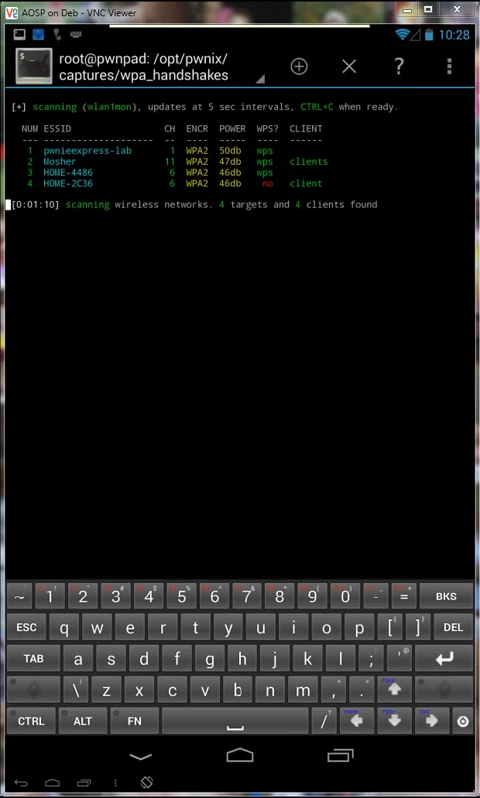 AOSP on Deb - VNC Viewer
10:28
root@pwnpad: /opt/pwnix/
captures/wpa_handshakes
[+] scanning (wlan1mon), updates at 5 sec intervals, CTRL+C when ready.
NUM ESSID CH ENCR POWER WPS? CLIENT
--- -------------------- -- ---- ----- ---- ------
1 pwnieexpress-lab 1 WPA2 50db wps
2 Mosher 11 WPA2 47db wps clients
3 HOME-4486 6 WPA2 46db wps
4 HOME-2C36 6 WPA2 46db no client
[0:01:10] scanning wireless networks. 4 targets and 4 clients found
~ 1 2 3 4 5 6 7 8 9 0 - = BKS
ESC q w e r t y u i o p [ ] DEL
TAB a s d f g h j k l ; '
\ z x c v b n m , .
CTRL ALT FN /